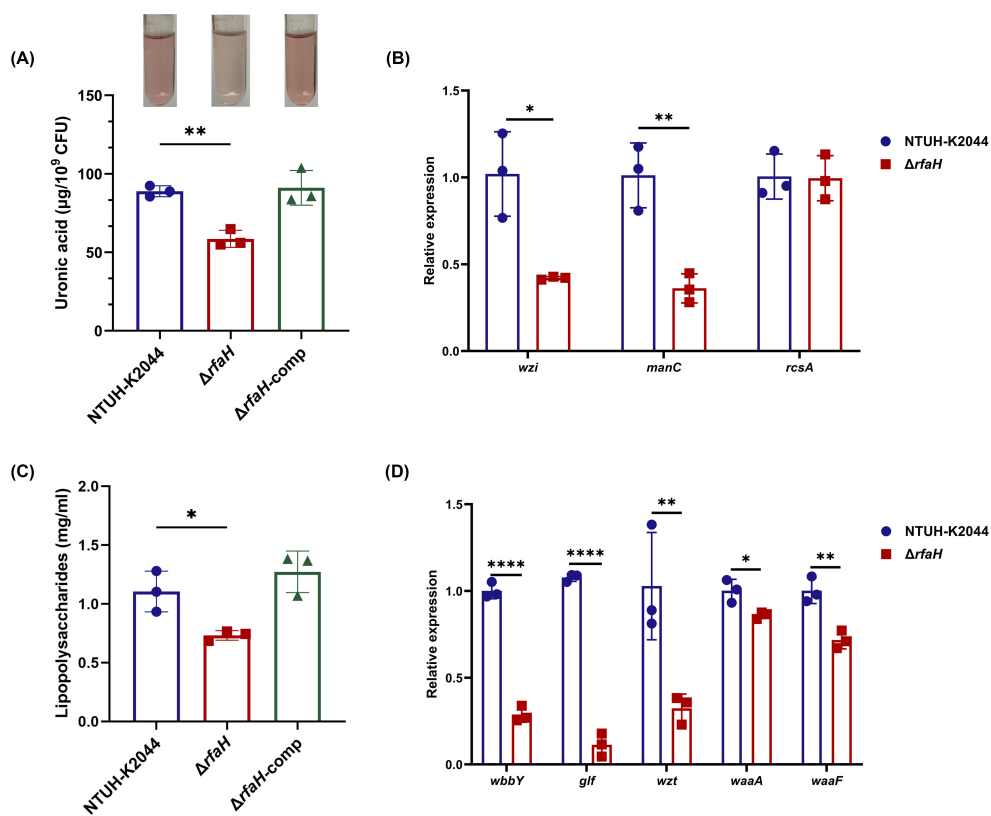 (A)
Uronic acid (μg/10⁹ CFU)
150
100
50
0
**
NTUH-K2044
ΔrfaH
ΔrfaH-comp
(B)
Relative expression
1.5
1.0
0.5
0.0
*
**
wzi
manC
rcsA
NTUH-K2044
ΔrfaH
(C)
Lipopolysaccharides (mg/ml)
2.0
1.5
1.0
0.5
0.0
*
NTUH-K2044
ΔrfaH
ΔrfaH-comp
(D)
Relative expression
1.5
1.0
0.5
0.0
****
****
**
*
**
wbbY
glf
wzt
waaA
waaF
NTUH-K2044
ΔrfaH